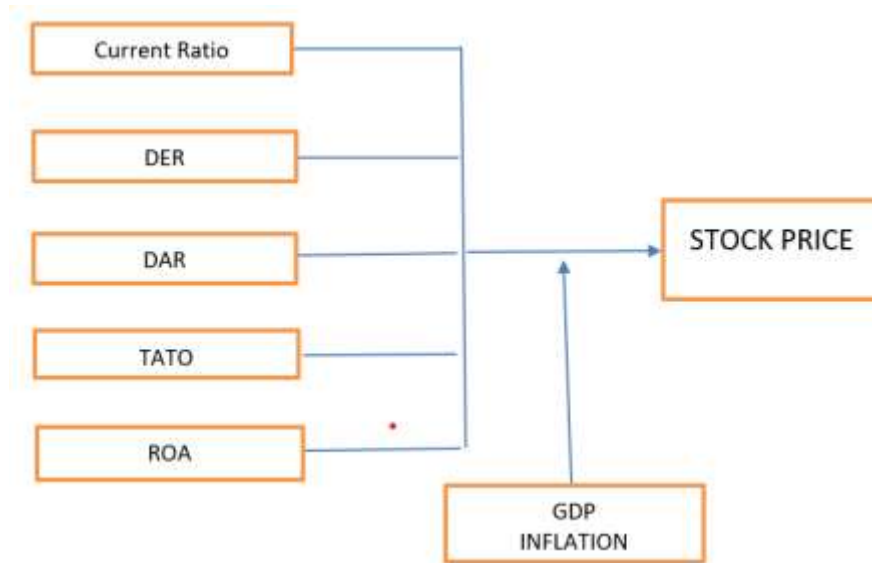 Current Ratio
DER
DAR
TATO
ROA
STOCK PRICE
GDP
INFLATION